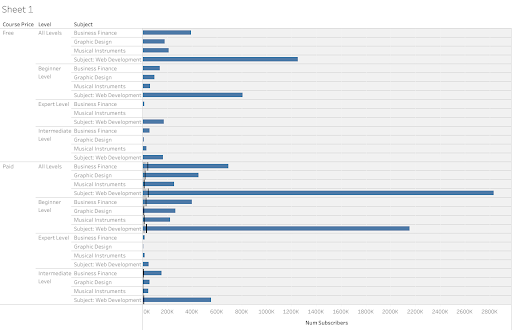 Sheet 1
Course Price Level Subject
Free All Levels Business Finance
Graphic Design
Musical Instruments
Subject: Web Development
Beginner Level Business Finance
Graphic Design
Musical Instruments
Subject: Web Development
Expert Level Business Finance
Musical Instruments
Subject: Web Development
Intermediate Level Business Finance
Graphic Design
Musical Instruments
Subject: Web Development
Paid All Levels Business Finance
Graphic Design
Musical Instruments
Subject: Web Development
Beginner Level Business Finance
Graphic Design
Musical Instruments
Subject: Web Development
Expert Level Business Finance
Graphic Design
Musical Instruments
Subject: Web Development
Intermediate Level Business Finance
Graphic Design
Musical Instruments
Subject: Web Development
0K 200K 400K 600K 800K 1000K 1200K 1400K 1600K 1800K 2000K 2200K 2400K 2600K 2800K
Num Subscribers